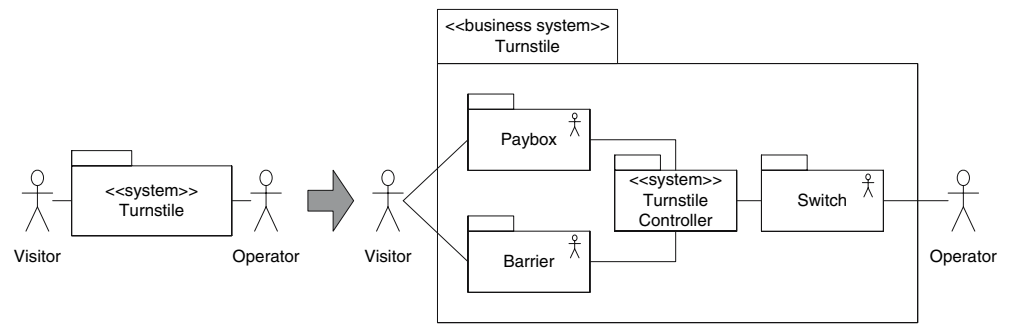 <<system>>
Turnstile
Visitor
Operator
<<business system>>
Turnstile
Visitor
Paybox
Barrier
<<system>>
Turnstile
Controller
Switch
Operator